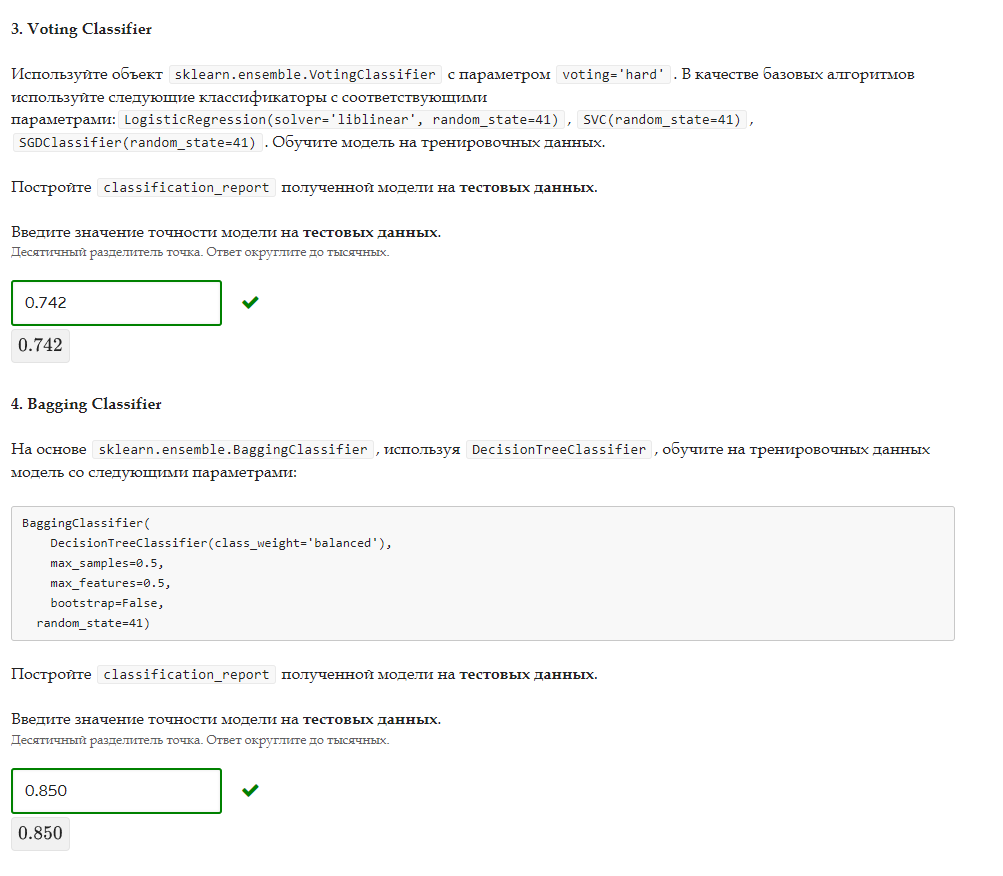 3. Voting Classifier
Используйте объект sklearn.ensemble.VotingClassifier с параметром voting='hard' . В качестве базовых алгоритмов
используйте следующие классификаторы с соответствующими
параметрами: LogisticRegression(solver='liblinear', random_state=41) , SVC(random_state=41) ,
SGDClassifier(random_state=41) . Обучите модель на тренировочных данных.
Постройте classification_report полученной модели на тестовых данных.
Введите значение точности модели на тестовых данных.
Десятичный разделитель точка. Ответ округлите до тысячных.
0.742
0.742
4. Bagging Classifier
На основе sklearn.ensemble.BaggingClassifier , используя DecisionTreeClassifier , обучите на тренировочных данных
модель со следующими параметрами:
BaggingClassifier(
    DecisionTreeClassifier(class_weight='balanced'),
    max_samples=0.5,
    max_features=0.5,
    bootstrap=False,
  random_state=41)
Постройте classification_report полученной модели на тестовых данных.
Введите значение точности модели на тестовых данных.
Десятичный разделитель точка. Ответ округлите до тысячных.
0.850
0.850